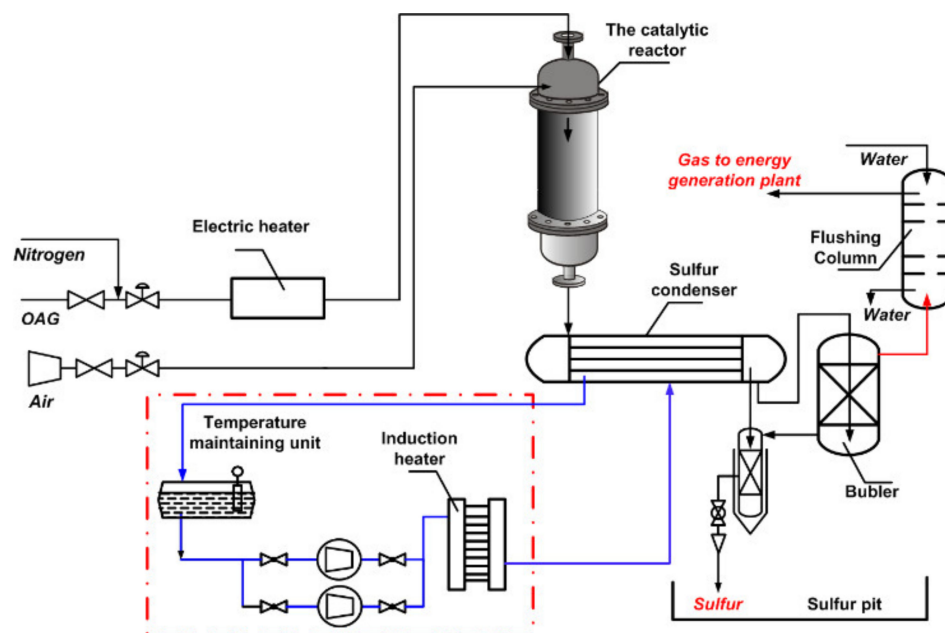 The catalytic
reactor
Water
Gas to energy
generation plant
Electric heater
Flushing
Column
Nitrogen
Sulfur
condenser
OAG
Water
Air
Temperature
maintaining unit
Induction
heater
Bubler
Sulfur
Sulfur pit